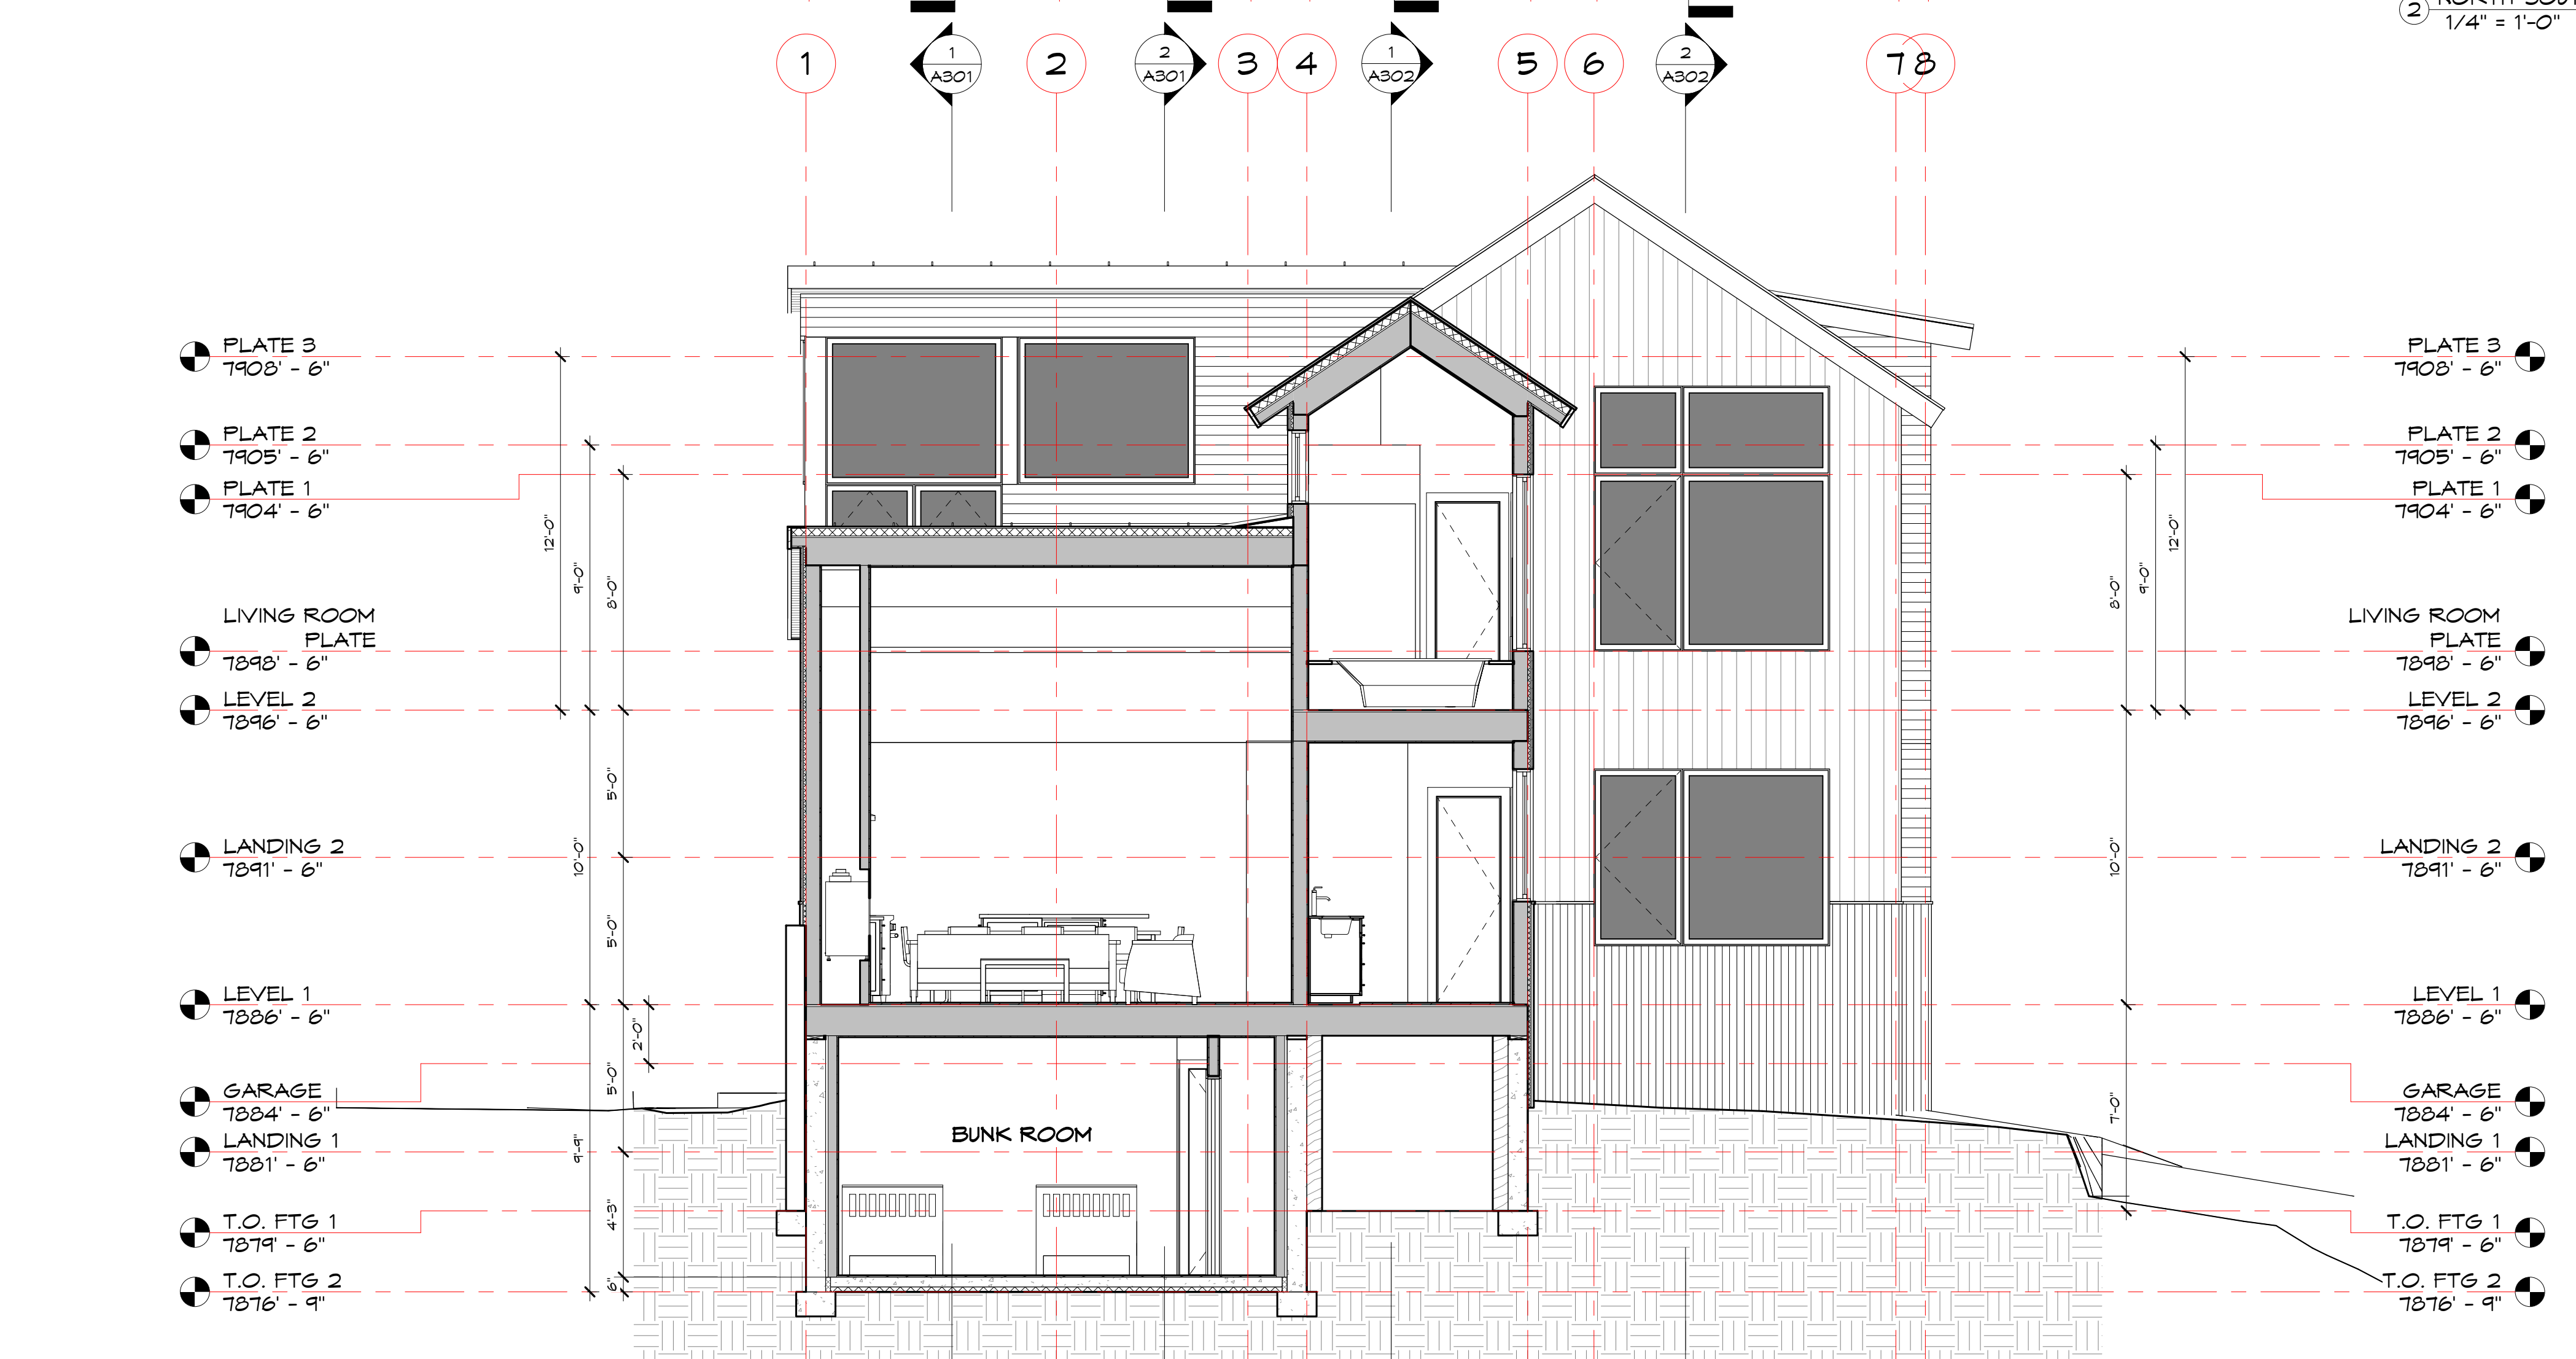 2
1/4" = 1'-0"
1
1
A301
2
2
A301
3
4
1
A302
5
6
2
A302
7
8
PLATE 3
7908' - 6"
PLATE 2
7905' - 6"
PLATE 1
7904' - 6"
LIVING ROOM
PLATE
7898' - 6"
LEVEL 2
7896' - 6"
LANDING 2
7891' - 6"
LEVEL 1
7886' - 6"
GARAGE
7884' - 6"
LANDING 1
7881' - 6"
T.O. FTG 1
7879' - 6"
T.O. FTG 2
7876' - 9"
12'-0"
9'-0"
8'-0"
5'-0"
10'-0"
5'-0"
2'-0"
5'-0"
9'-9"
4'-3"
6"
BUNK ROOM
12'-0"
9'-0"
8'-0"
10'-0"
7'-0"
PLATE 3
7908' - 6"
PLATE 2
7905' - 6"
PLATE 1
7904' - 6"
LIVING ROOM
PLATE
7898' - 6"
LEVEL 2
7896' - 6"
LANDING 2
7891' - 6"
LEVEL 1
7886' - 6"
GARAGE
7884' - 6"
LANDING 1
7881' - 6"
T.O. FTG 1
7879' - 6"
T.O. FTG 2
7876' - 9"